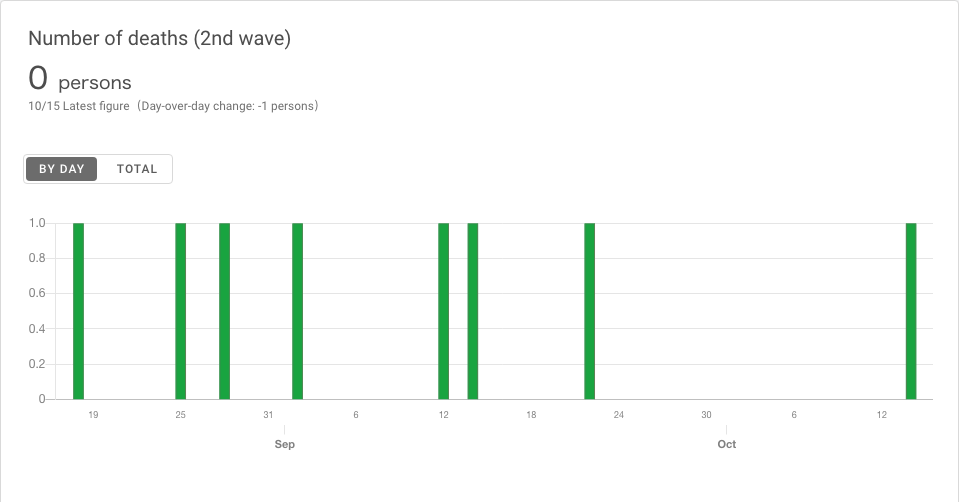 Number of deaths (2nd wave)
0 persons
10/15 Latest figure（Day-over-day change: -1 persons）
BY DAY TOTAL
1.0
0.8
0.6
0.4
0.2
0
19 25 31 6 12 18 24 30 6 12
Sep Oct